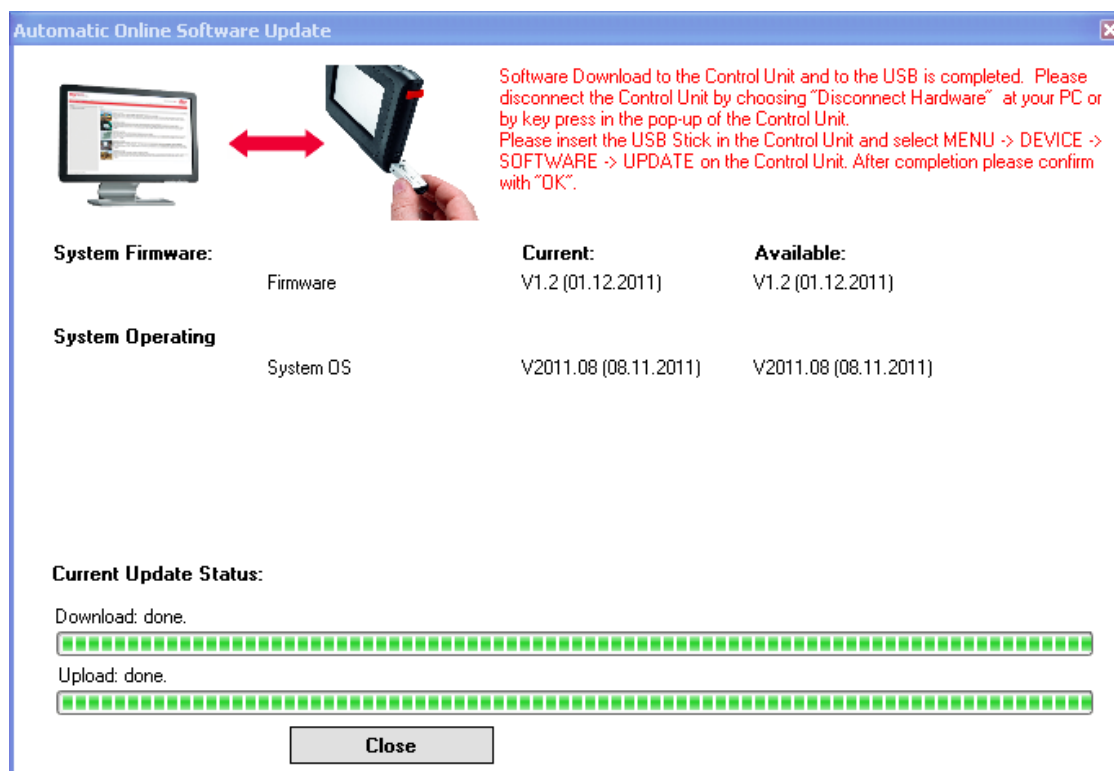 Automatic Online Software Update
Software Download to the Control Unit and to the USB is completed.  Please
disconnect the Control Unit by choosing "Disconnect Hardware"  at your PC or
by key press in the pop-up of the Control Unit.
Please insert the USB Stick in the Control Unit and select MENU -> DEVICE ->
SOFTWARE -> UPDATE on the Control Unit. After completion please confirm
with "OK".
System Firmware: Current: Available:
Firmware V1.2 (01.12.2011) V1.2 (01.12.2011)
System Operating
System OS V2011.08 (08.11.2011) V2011.08 (08.11.2011)
Current Update Status:
Download: done.
Upload: done.
Close